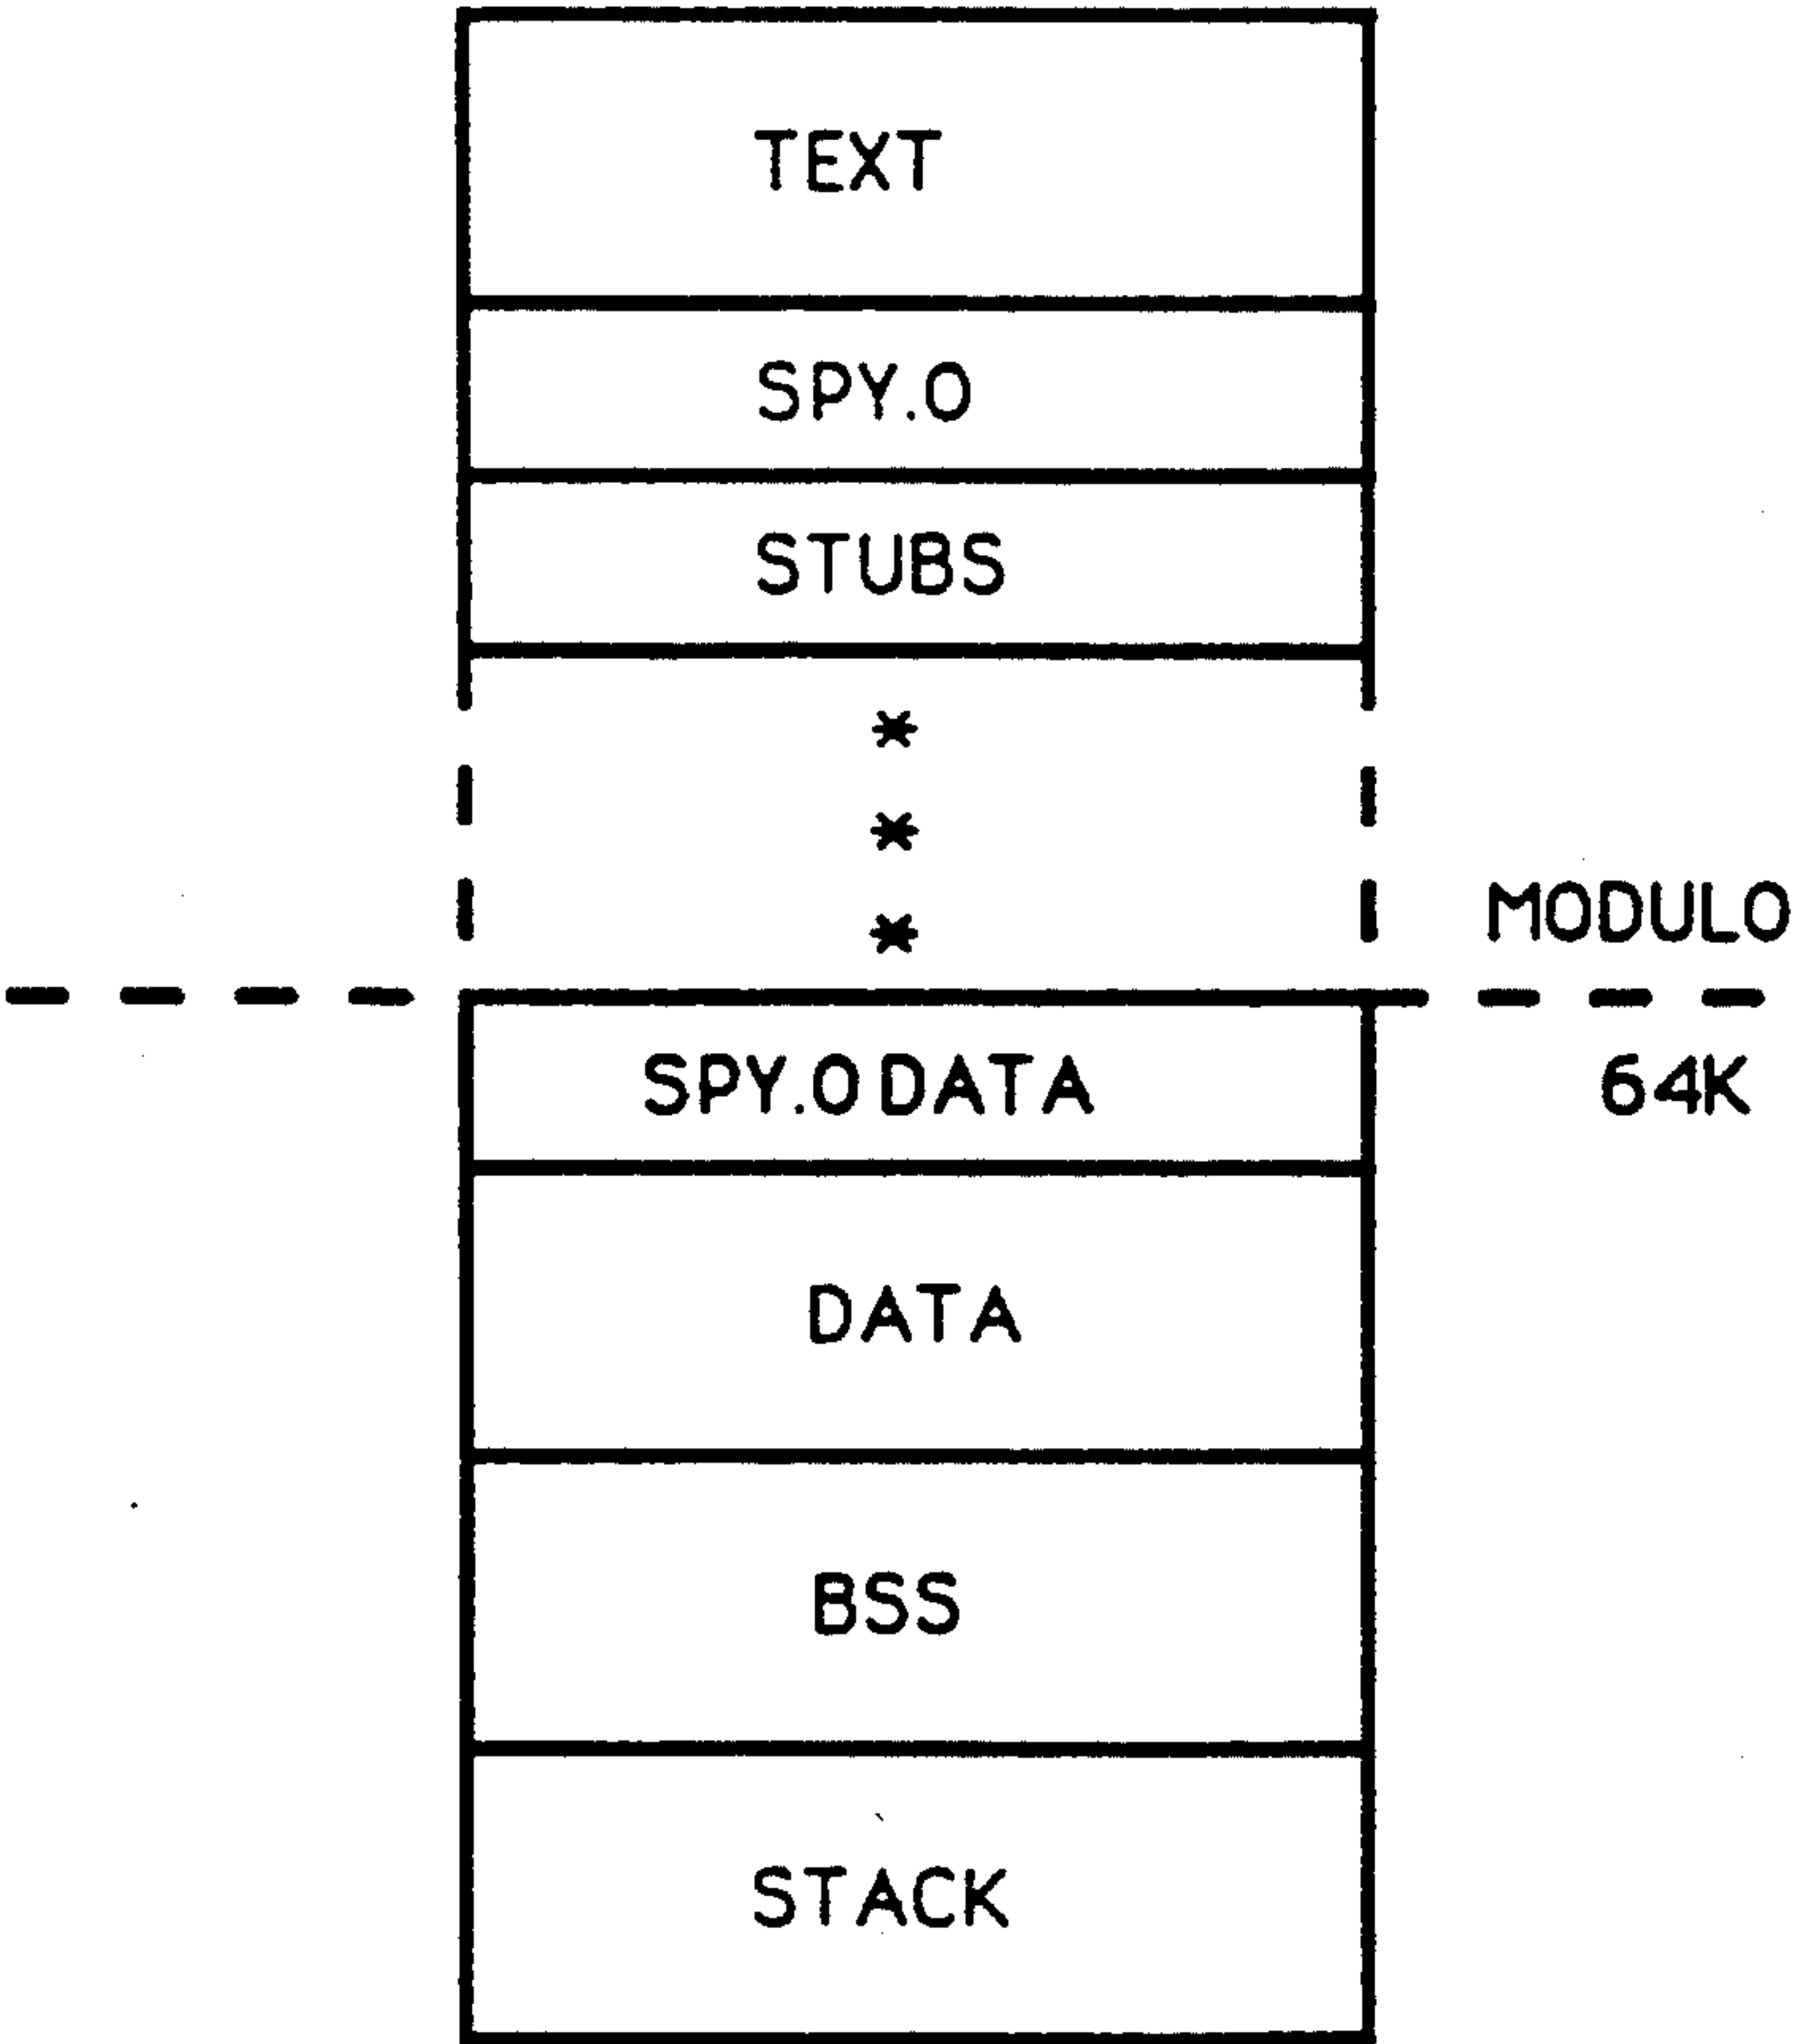 TEXT
SPY.O
STUBS
*
*
*
MODULO
64K
SPY.O DATA
DATA
BSS
STACK